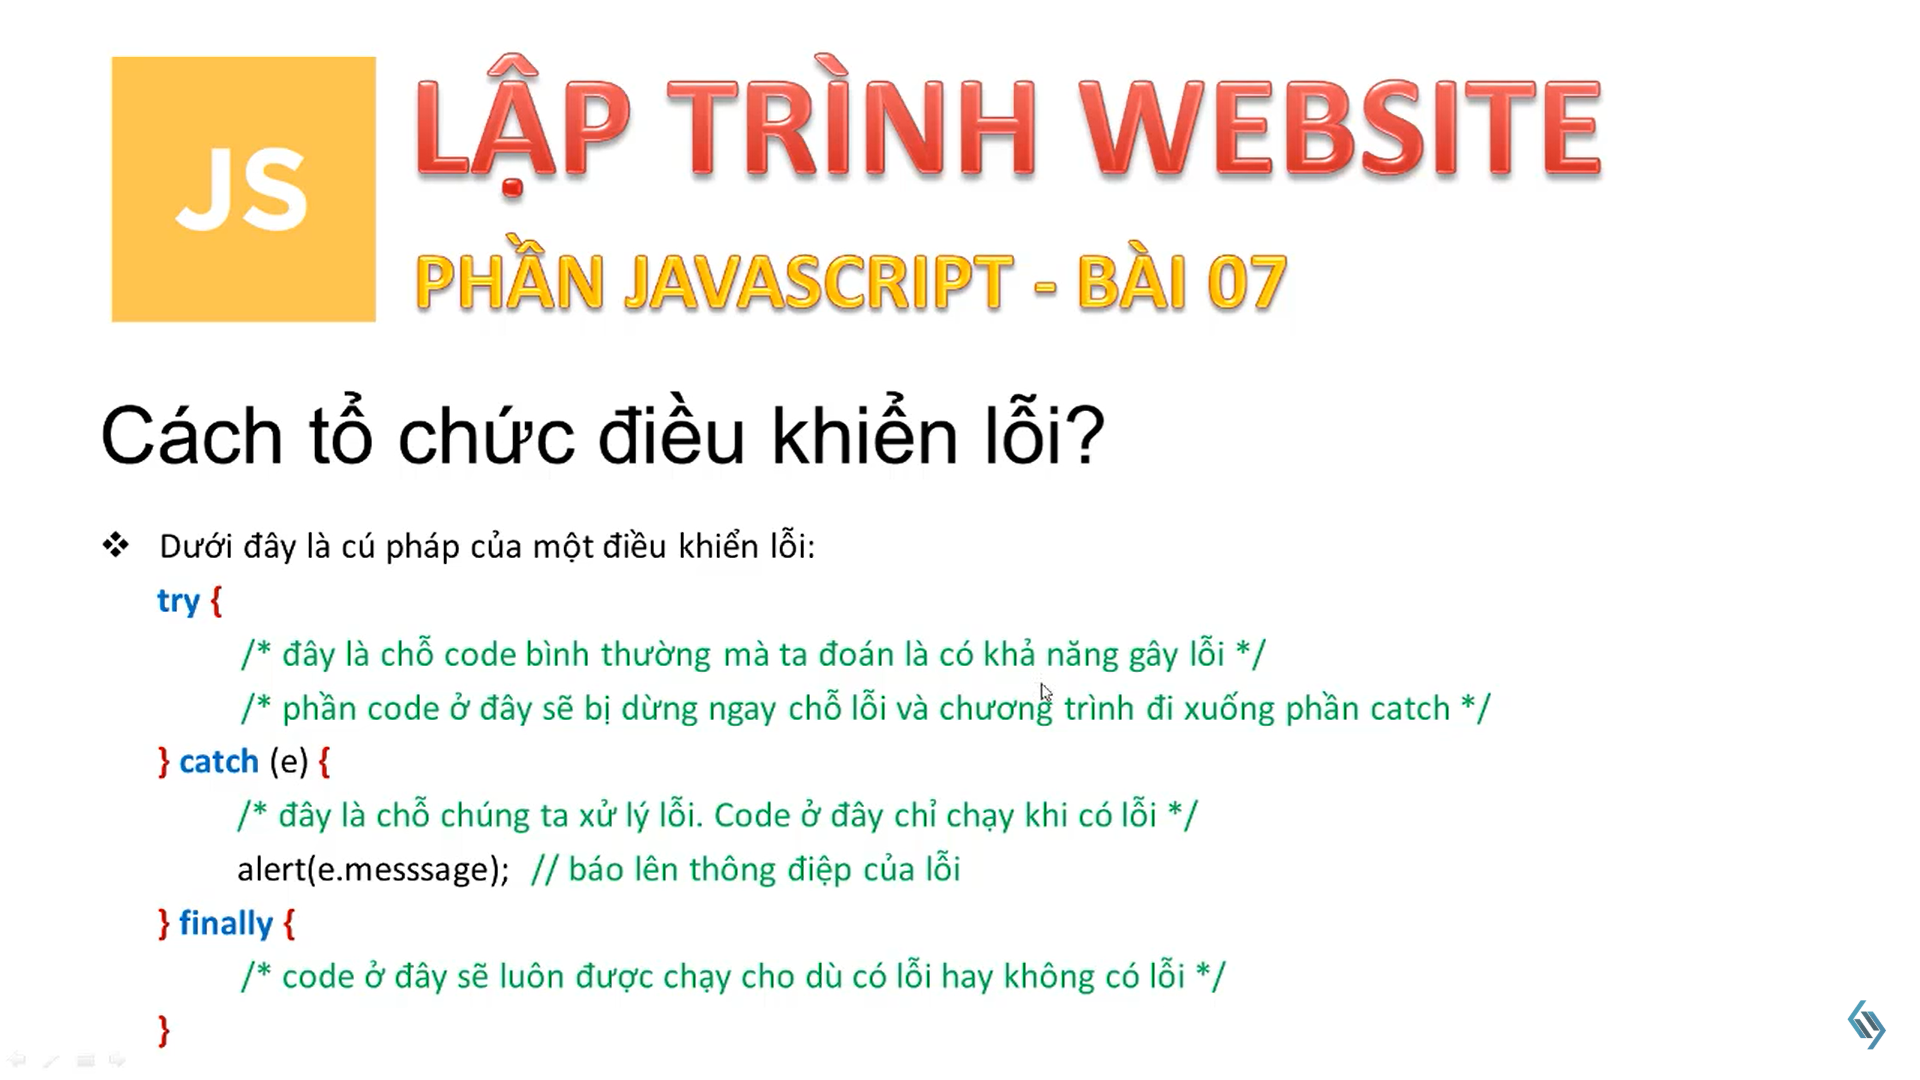 JS
LẬP TRÌNH WEBSITE
PHẦN JAVASCRIPT - BÀI 07
Cách tổ chức điều khiển lỗi?
❖ Dưới đây là cú pháp của một điều khiển lỗi:
try {
/* đây là chỗ code bình thường mà ta đoán là có khả năng gây lỗi */
/* phần code ở đây sẽ bị dừng ngay chỗ lỗi và chương trình đi xuống phần catch */
} catch (e) {
/* đây là chỗ chúng ta xử lý lỗi. Code ở đây chỉ chạy khi có lỗi */
alert(e.messsage); // báo lên thông điệp của lỗi
} finally {
/* code ở đây sẽ luôn được chạy cho dù có lỗi hay không có lỗi */
}